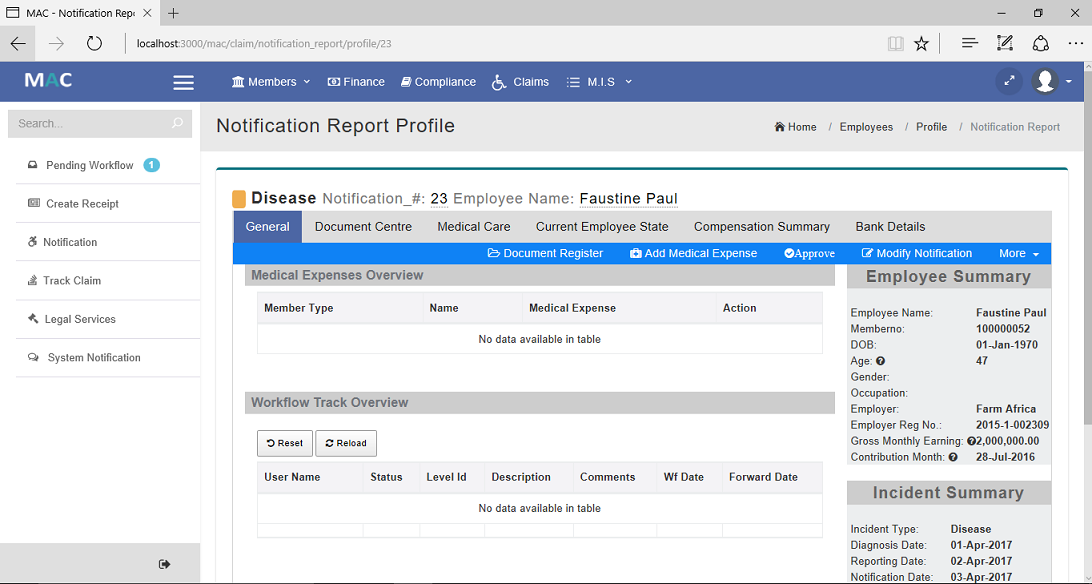 MAC - Notification Repo
localhost:3000/mac/claim/notification_report/profile/23
MAC
Members
Finance
Compliance
Claims
M.I.S
Search...
Pending Workflow 1
Create Receipt
Notification
Track Claim
Legal Services
System Notification
Notification Report Profile
Home / Employees / Profile / Notification Report
Disease Notification_#: 23 Employee Name: Faustine Paul
General Document Centre Medical Care Current Employee State Compensation Summary Bank Details
Document Register Add Medical Expense Approve Modify Notification More
Medical Expenses Overview
Member Type Name Medical Expense Action
No data available in table
Workflow Track Overview
Reset Reload
User Name Status Level Id Description Comments Wf Date Forward Date
No data available in table
Employee Summary
Employee Name: Faustine Paul
Memberno: 100000052
DOB: 01-Jan-1970
Age: 47
Gender:
Occupation:
Employer: Farm Africa
Employer Reg No.: 2015-1-002309
Gross Monthly Earning: 2,000,000.00
Contribution Month: 28-Jul-2016
Incident Summary
Incident Type: Disease
Diagnosis Date: 01-Apr-2017
Reporting Date: 02-Apr-2017
Notification Date: 03-Apr-2017